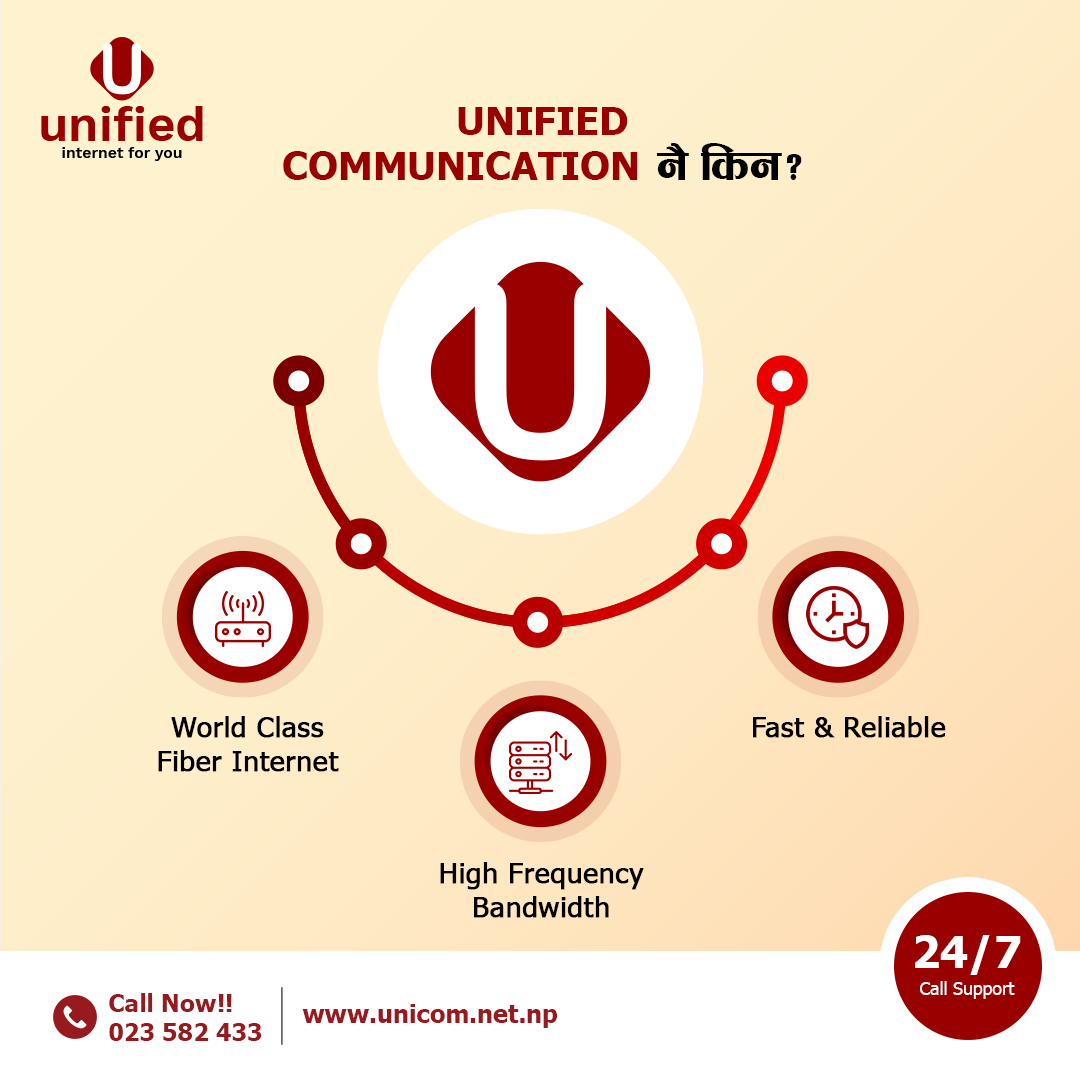 unified
internet for you
UNIFIED
COMMUNICATION नै किन?
World Class
Fiber Internet
Fast & Reliable
High Frequency
Bandwidth
24/7
Call Support
Call Now!!
023 582 433
www.unicom.net.np